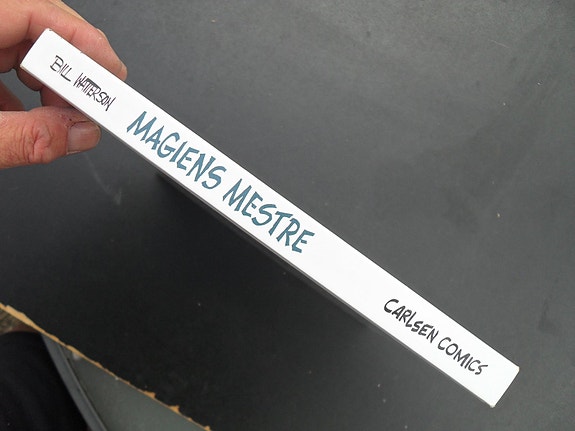 BILL WATTERSON
MAGIENS MESTRE
CARLSEN COMICS